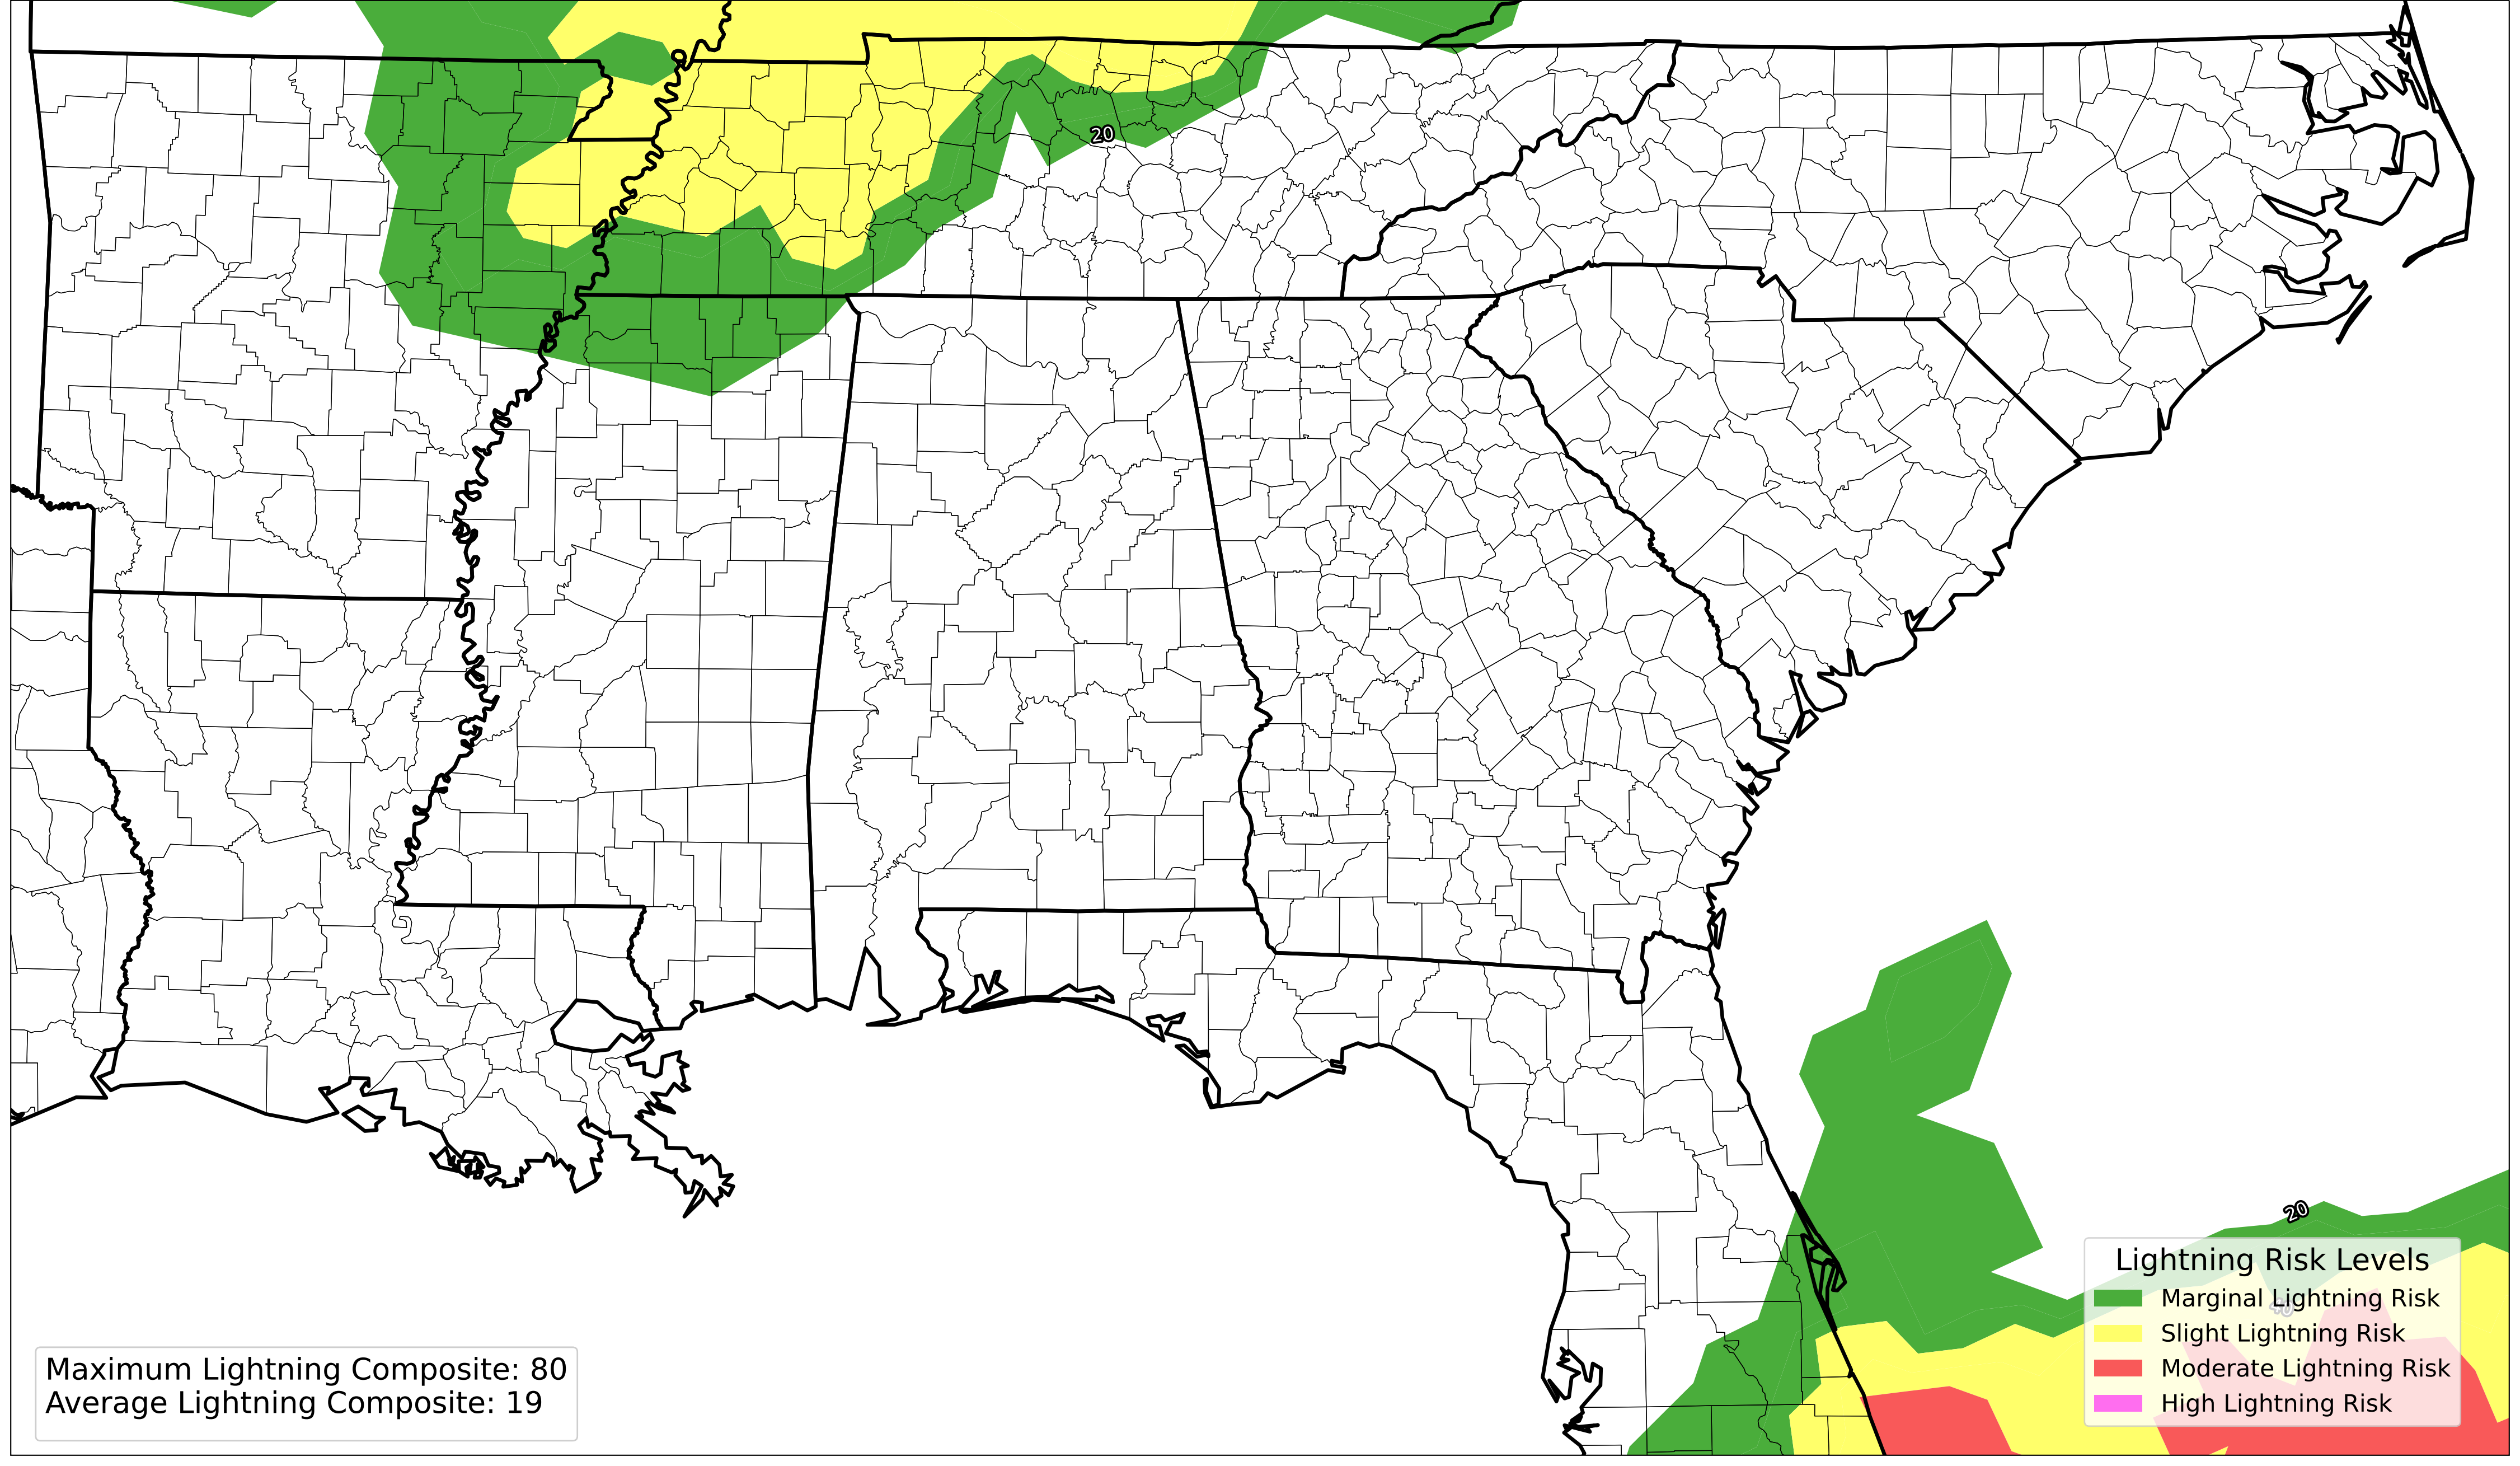 20
20
Lightning Risk Levels
40
Marginal Lightning Risk
Slight Lightning Risk
Moderate Lightning Risk
High Lightning Risk
Maximum Lightning Composite: 80
Average Lightning Composite: 19